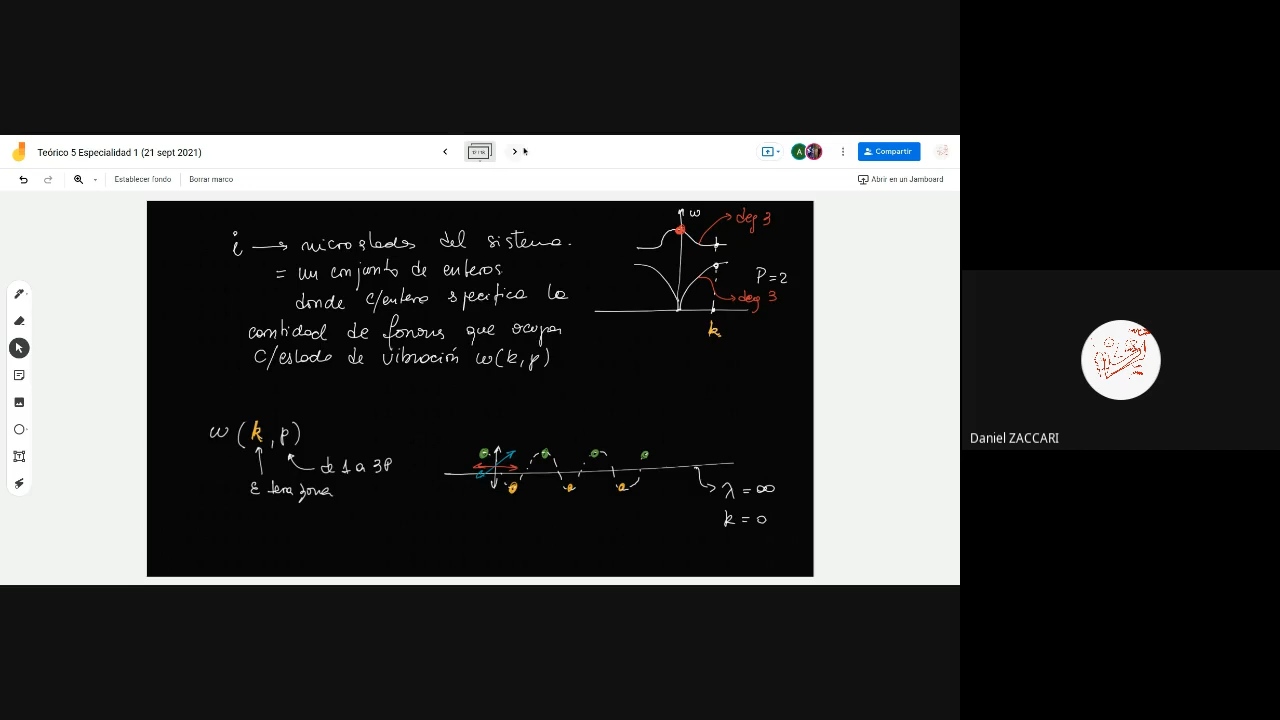 Teórico 5 Especialidad 1 (21 sept 2021)
Compartir
Establecer fondo
Borrar marco
Abrir en un Jamboard
i → microestados del sistema.
= un conjunto de enteros
donde c/entero specifica la
cantidad de fonones que ocupan
c/estado de vibración ω(k,p)
ω
deg 3
P=2
deg 3
k
ω (k, p)
de 1 a 3P
∈ 1era zona
λ = ∞
k = 0
Daniel ZACCARI